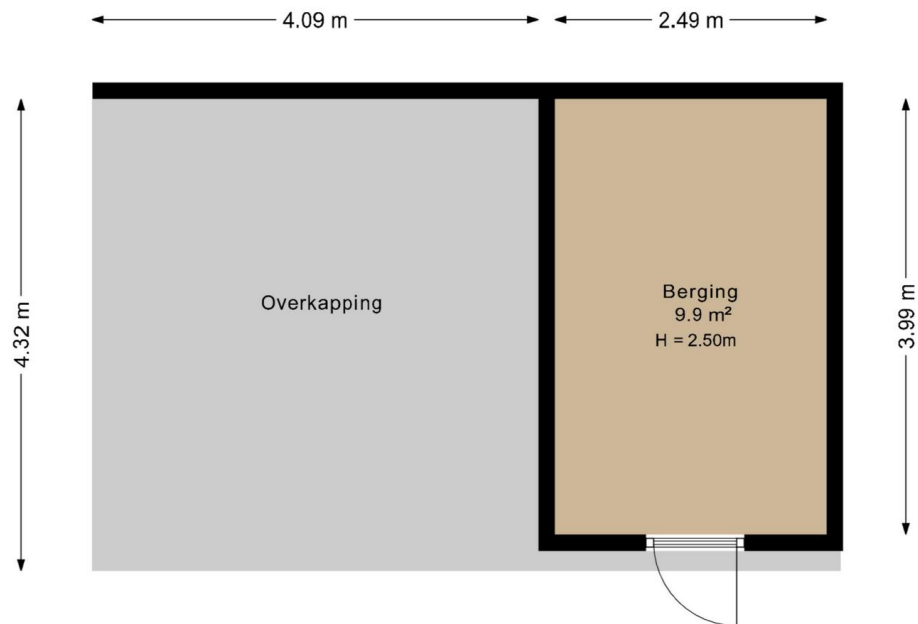 4.09 m
2.49 m
4.32 m
Overkapping
Berging
9.9 m²
H = 2.50m
3.99 m